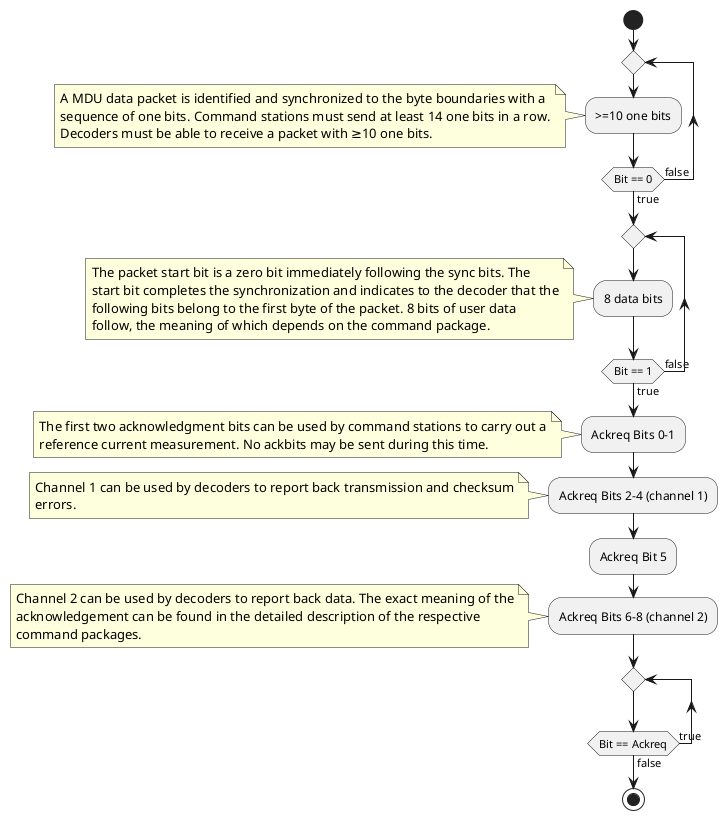 A MDU data packet is identified and synchronized to the byte boundaries with a
sequence of one bits. Command stations must send at least 14 one bits in a row.
Decoders must be able to receive a packet with ≥10 one bits.
>=10 one bits
Bit == 0
false
true
The packet start bit is a zero bit immediately following the sync bits. The
start bit completes the synchronization and indicates to the decoder that the
following bits belong to the first byte of the packet. 8 bits of user data
follow, the meaning of which depends on the command package.
8 data bits
Bit == 1
false
true
The first two acknowledgment bits can be used by command stations to carry out a
reference current measurement. No ackbits may be sent during this time.
Ackreq Bits 0-1
Channel 1 can be used by decoders to report back transmission and checksum
errors.
Ackreq Bits 2-4 (channel 1)
Ackreq Bit 5
Channel 2 can be used by decoders to report back data. The exact meaning of the
acknowledgement can be found in the detailed description of the respective
command packages.
Ackreq Bits 6-8 (channel 2)
Bit == Ackreq
true
false